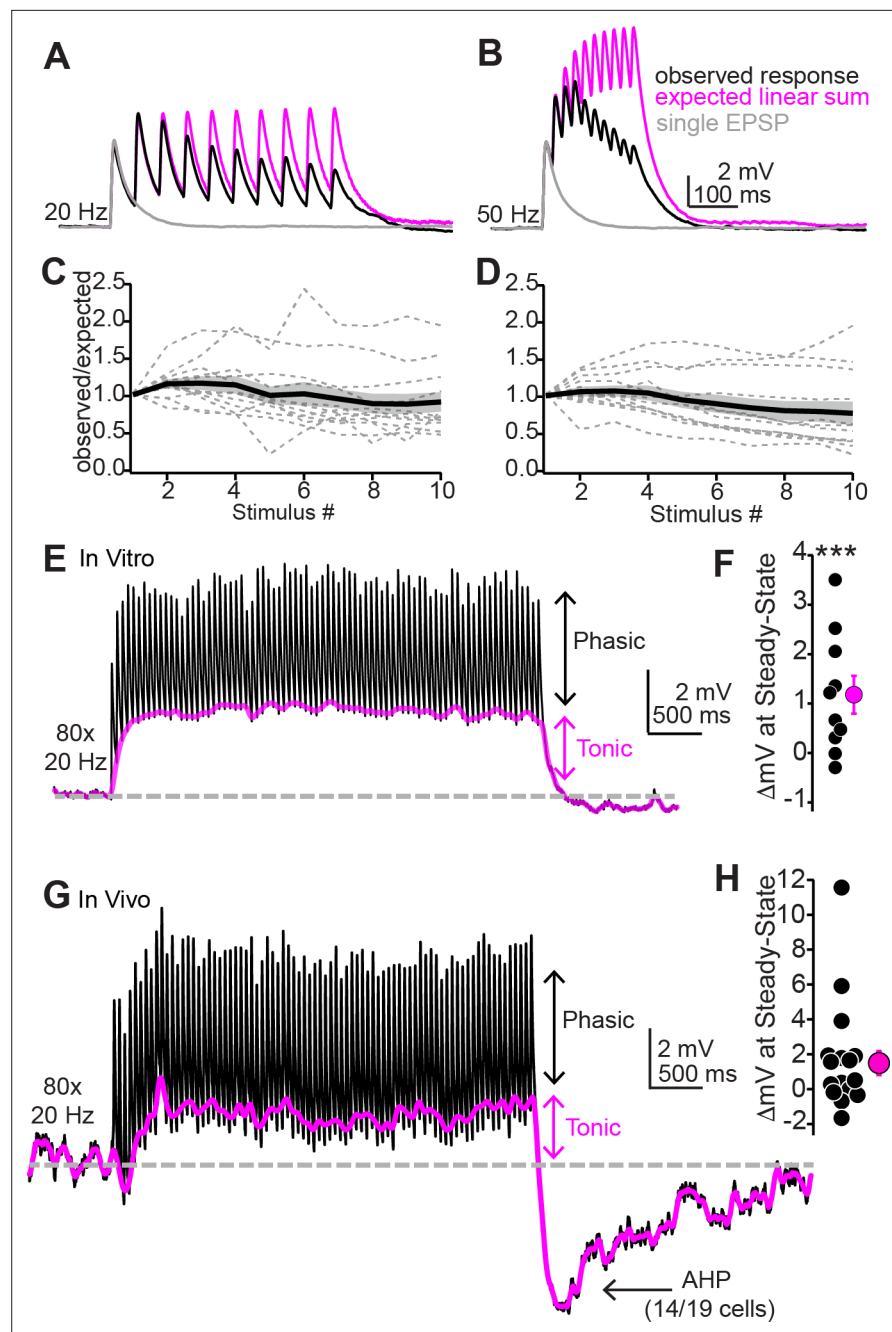 A
B
observed response
expected linear sum
single EPSP
20 Hz
50 Hz
2 mV
100 ms
C
D
observed/expected
2.5
2.0
1.5
1.0
0.5
0.0
2 4 6 8 10
Stimulus #
2.5
2.0
1.5
1.0
0.5
0.0
2 4 6 8 10
Stimulus #
E In Vitro
Phasic
Tonic
80x
20 Hz
2 mV
500 ms
F
***
ΔmV at Steady-State
4
3
2
1
0
-1
G In Vivo
Phasic
Tonic
80x
20 Hz
2 mV
500 ms
AHP
(14/19 cells)
H
ΔmV at Steady-State
12
10
8
6
4
2
0
-2